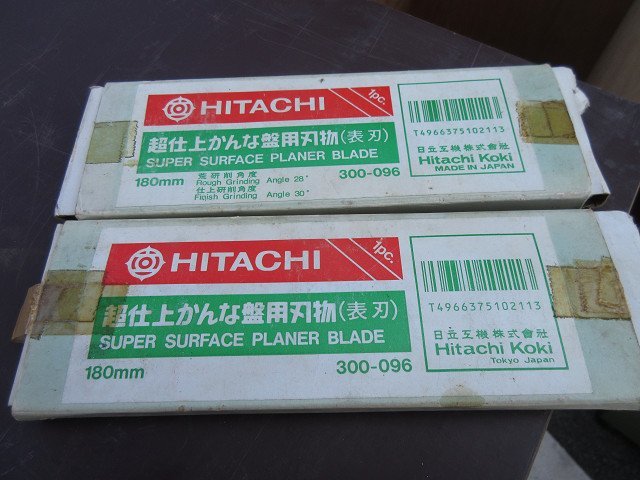 HITACHI
1pc.
超仕上かんな盤用刃物(表刃)
SUPER SURFACE PLANER BLADE
荒研削角度
Rough Grinding Angle 28°
仕上研削角度
Finish Grinding Angle 30°
180mm
300-096
T4966375102113
日立工機株式會社
Hitachi Koki
MADE IN JAPAN
HITACHI
1pc.
超仕上かんな盤用刃物(表刃)
SUPER SURFACE PLANER BLADE
180mm
300-096
T4966375102113
日立工機株式會社
Hitachi Koki
Tokyo Japan